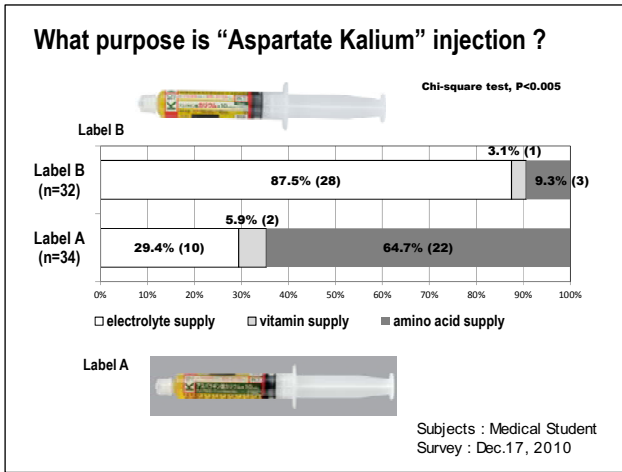 What purpose is “Aspartate Kalium” injection ?
Chi-square test, P<0.005
Label B
3.1% (1)
Label B
(n=32)
87.5% (28)
9.3% (3)
5.9% (2)
Label A
(n=34)
29.4% (10)
64.7% (22)
0% 10% 20% 30% 40% 50% 60% 70% 80% 90% 100%
electrolyte supply vitamin supply amino acid supply
Label A
Subjects : Medical Student
Survey : Dec.17, 2010